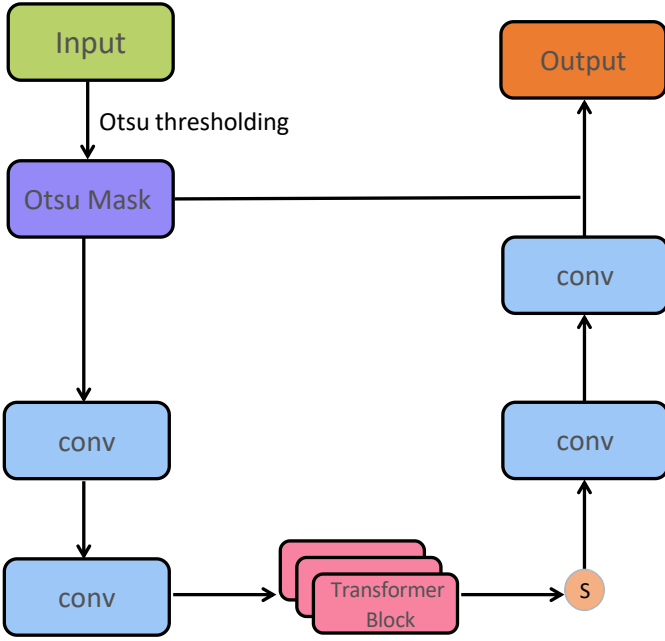 Input
Output
Otsu thresholding
Otsu Mask
conv
conv
conv
conv
Transformer
Block
S